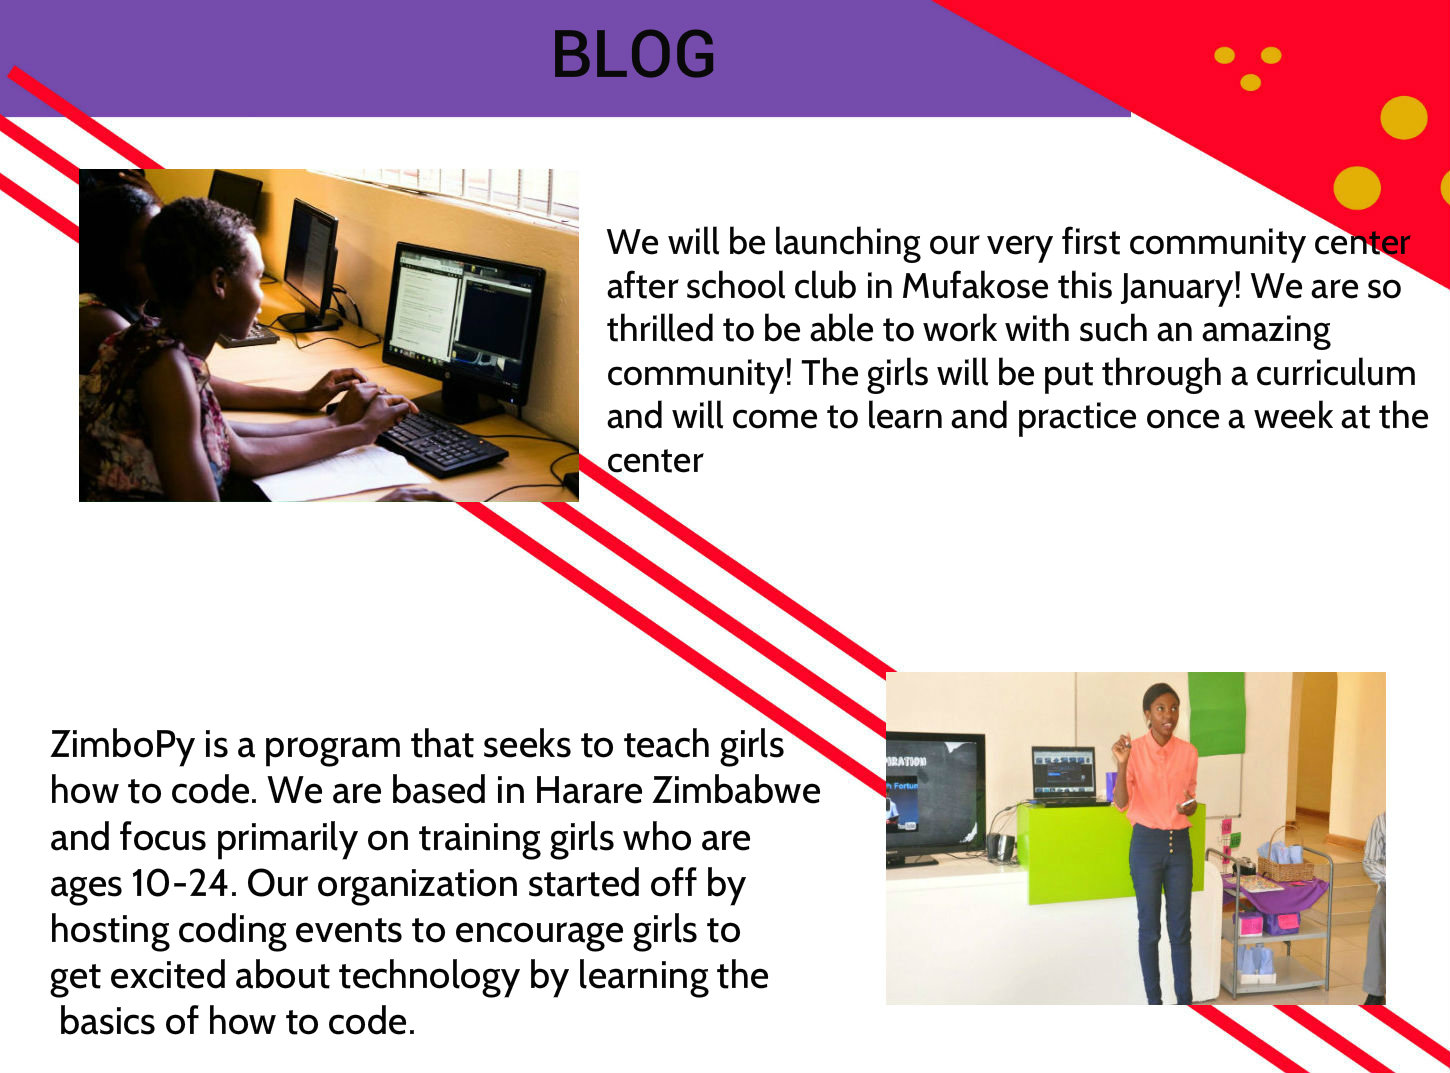 BLOG
We will be launching our very first community center
after school club in Mufakose this January! We are so
thrilled to be able to work with such an amazing
community! The girls will be put through a curriculum
and will come to learn and practice once a week at the
center
ZimboPy is a program that seeks to teach girls
how to code. We are based in Harare Zimbabwe
and focus primarily on training girls who are
ages 10-24. Our organization started off by
hosting coding events to encourage girls to
get excited about technology by learning the
basics of how to code.